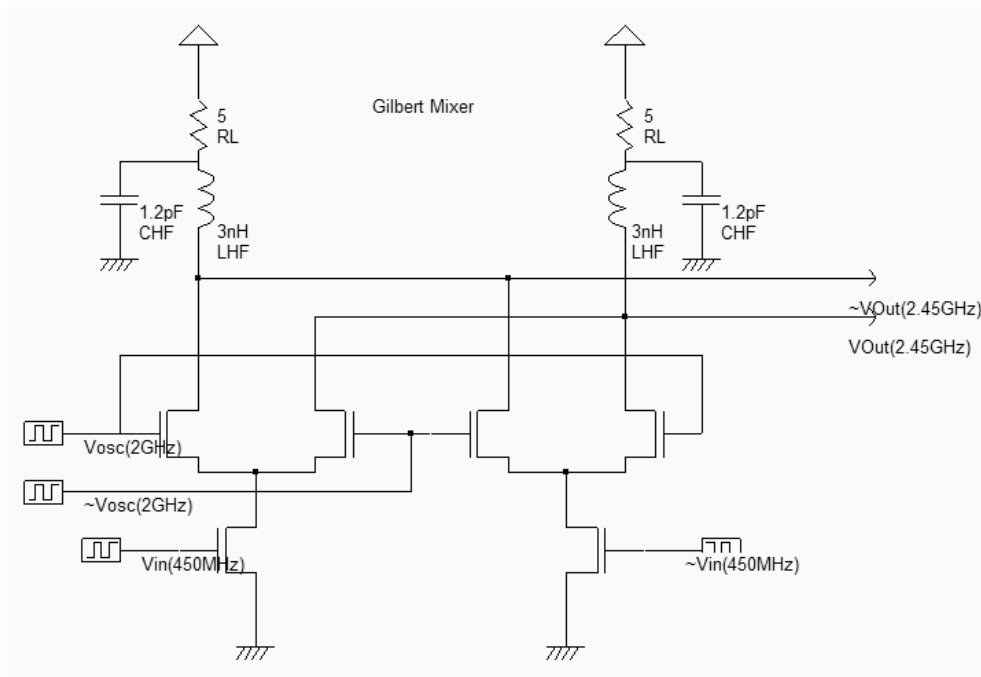 Gilbert Mixer
5
RL
5
RL
1.2pF
CHF
3nH
LHF
3nH
LHF
1.2pF
CHF
~VOut(2.45GHz)
VOut(2.45GHz)
Vosc(2GHz)
~Vosc(2GHz)
Vin(450MHz)
~Vin(450MHz)